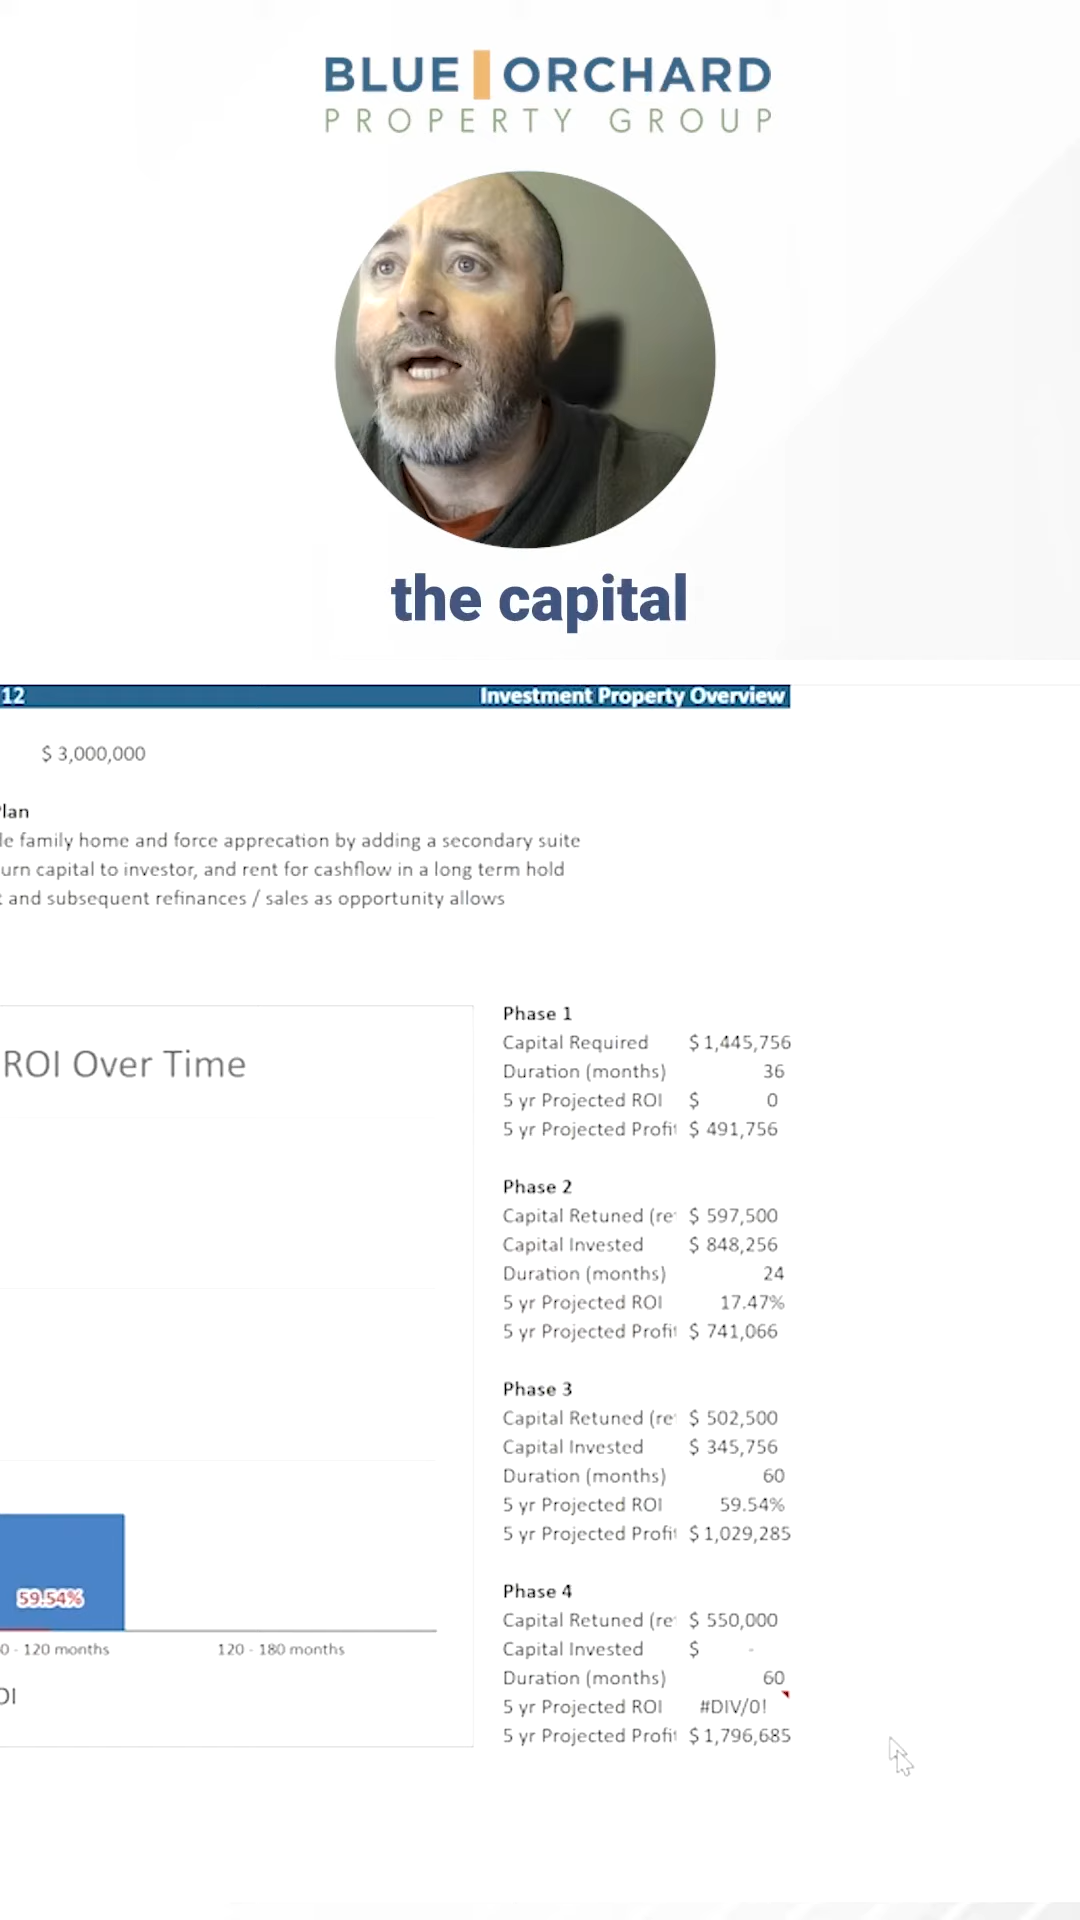 BLUE ORCHARD
PROPERTY GROUP
the capital
12 Investment Property Overview
$ 3,000,000
Plan
le family home and force apprecation by adding a secondary suite
urn capital to investor, and rent for cashflow in a long term hold
t and subsequent refinances / sales as opportunity allows
ROI Over Time
59.54%
0 - 120 months 120 - 180 months
OI
Phase 1
Capital Required $ 1,445,756
Duration (months) 36
5 yr Projected ROI $ 0
5 yr Projected Profit $ 491,756
Phase 2
Capital Retuned (re $ 597,500
Capital Invested $ 848,256
Duration (months) 24
5 yr Projected ROI 17.47%
5 yr Projected Profit $ 741,066
Phase 3
Capital Retuned (re $ 502,500
Capital Invested $ 345,756
Duration (months) 60
5 yr Projected ROI 59.54%
5 yr Projected Profit $ 1,029,285
Phase 4
Capital Retuned (re $ 550,000
Capital Invested $ -
Duration (months) 60
5 yr Projected ROI #DIV/0!
5 yr Projected Profit $ 1,796,685